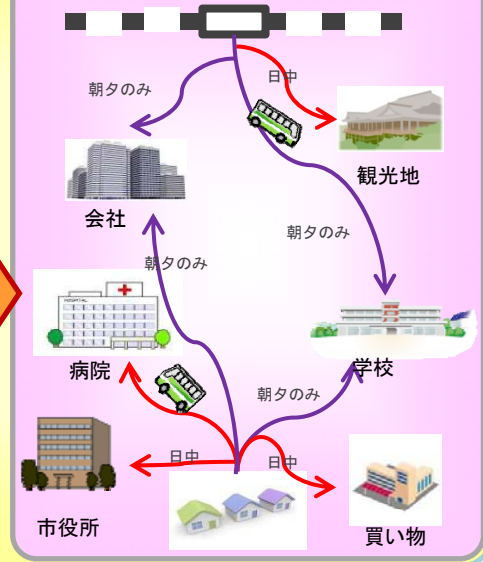 日中
朝夕のみ
観光地
会社
朝夕のみ
朝夕のみ
HOSPITAL
病院
学校
朝夕のみ
日中
日中
市役所
買い物